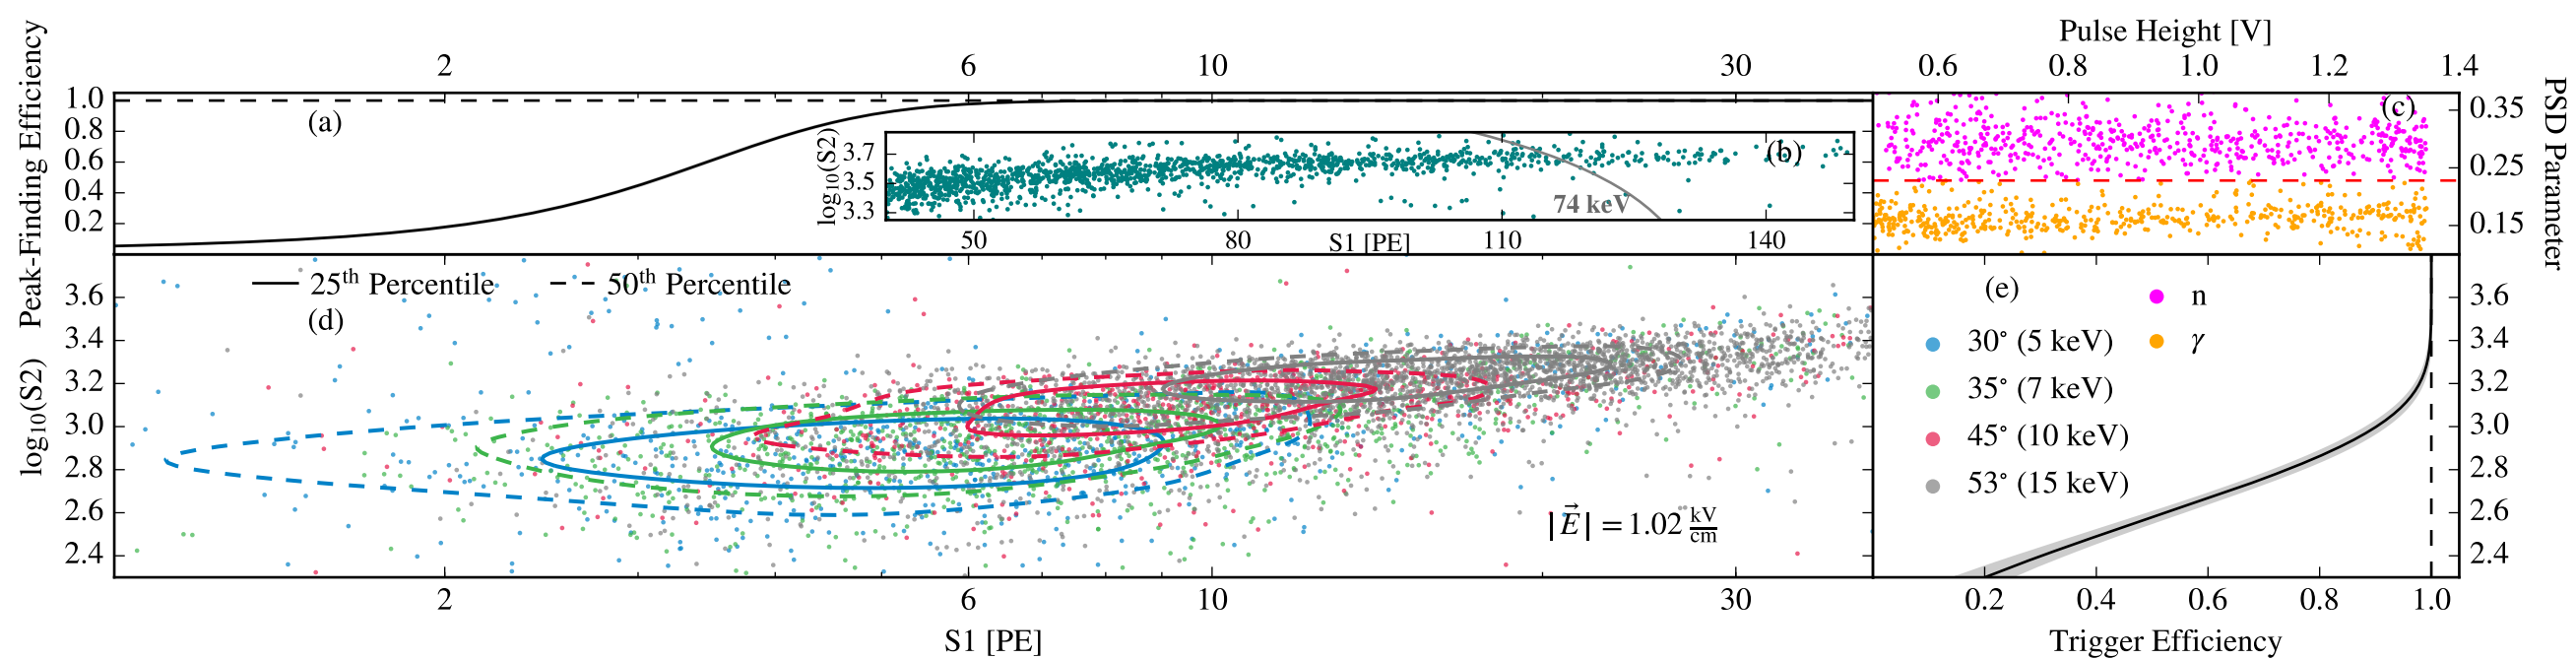 Pulse Height [V]
2 6 10 30 0.6 0.8 1.0 1.2 1.4
Peak-Finding Efficiency
1.0
0.8
0.6
0.4
0.2
(a)
log10(S2)
3.7
3.5
3.3
(b)
74 keV
50 80 S1 [PE] 110 140
(c)
0.35
0.25
0.15
PSD Parameter
25th Percentile 50th Percentile
(d)
log10(S2)
3.6
3.4
3.2
3.0
2.8
2.6
2.4
|E⃗| = 1.02 kV/cm
(e)
n
γ
30° (5 keV)
35° (7 keV)
45° (10 keV)
53° (15 keV)
3.6
3.4
3.2
3.0
2.8
2.6
2.4
2 6 10 30 0.2 0.4 0.6 0.8 1.0
S1 [PE] Trigger Efficiency